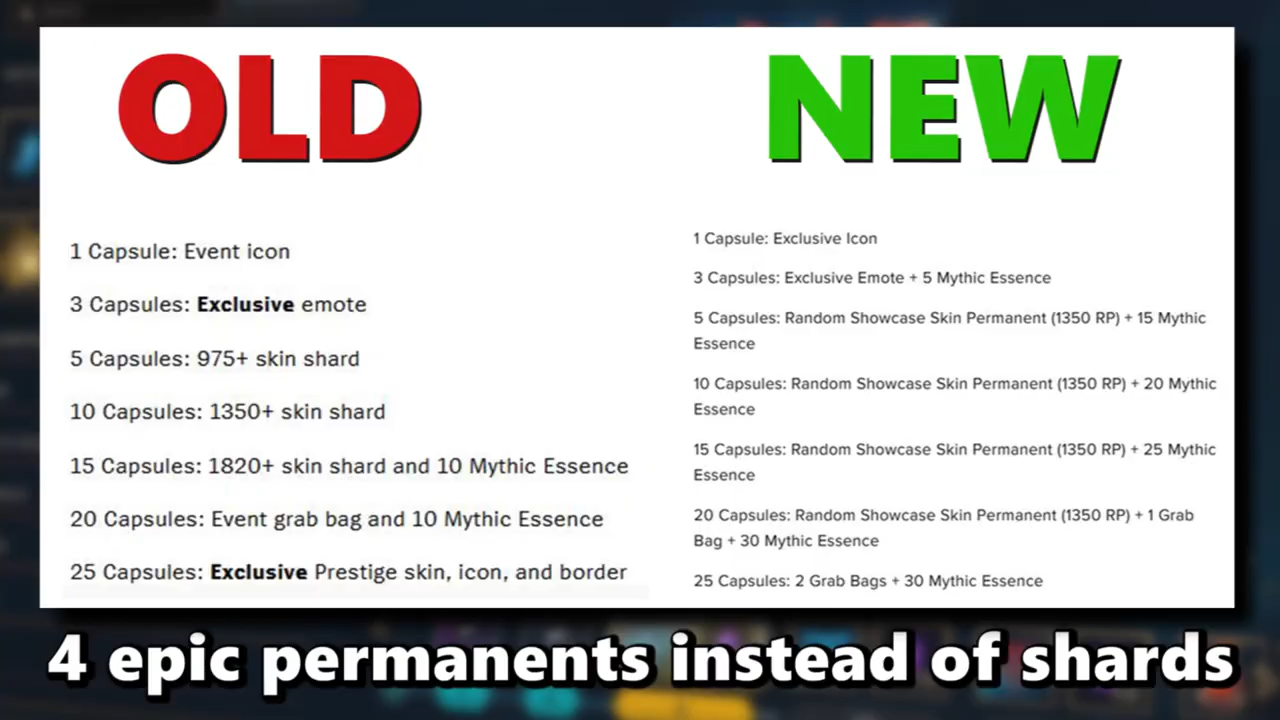 OLD
1 Capsule: Event icon
3 Capsules: Exclusive emote
5 Capsules: 975+ skin shard
10 Capsules: 1350+ skin shard
15 Capsules: 1820+ skin shard and 10 Mythic Essence
20 Capsules: Event grab bag and 10 Mythic Essence
25 Capsules: Exclusive Prestige skin, icon, and border
NEW
1 Capsule: Exclusive Icon
3 Capsules: Exclusive Emote + 5 Mythic Essence
5 Capsules: Random Showcase Skin Permanent (1350 RP) + 15 Mythic
Essence
10 Capsules: Random Showcase Skin Permanent (1350 RP) + 20 Mythic
Essence
15 Capsules: Random Showcase Skin Permanent (1350 RP) + 25 Mythic
Essence
20 Capsules: Random Showcase Skin Permanent (1350 RP) + 1 Grab
Bag + 30 Mythic Essence
25 Capsules: 2 Grab Bags + 30 Mythic Essence
4 epic permanents instead of shards